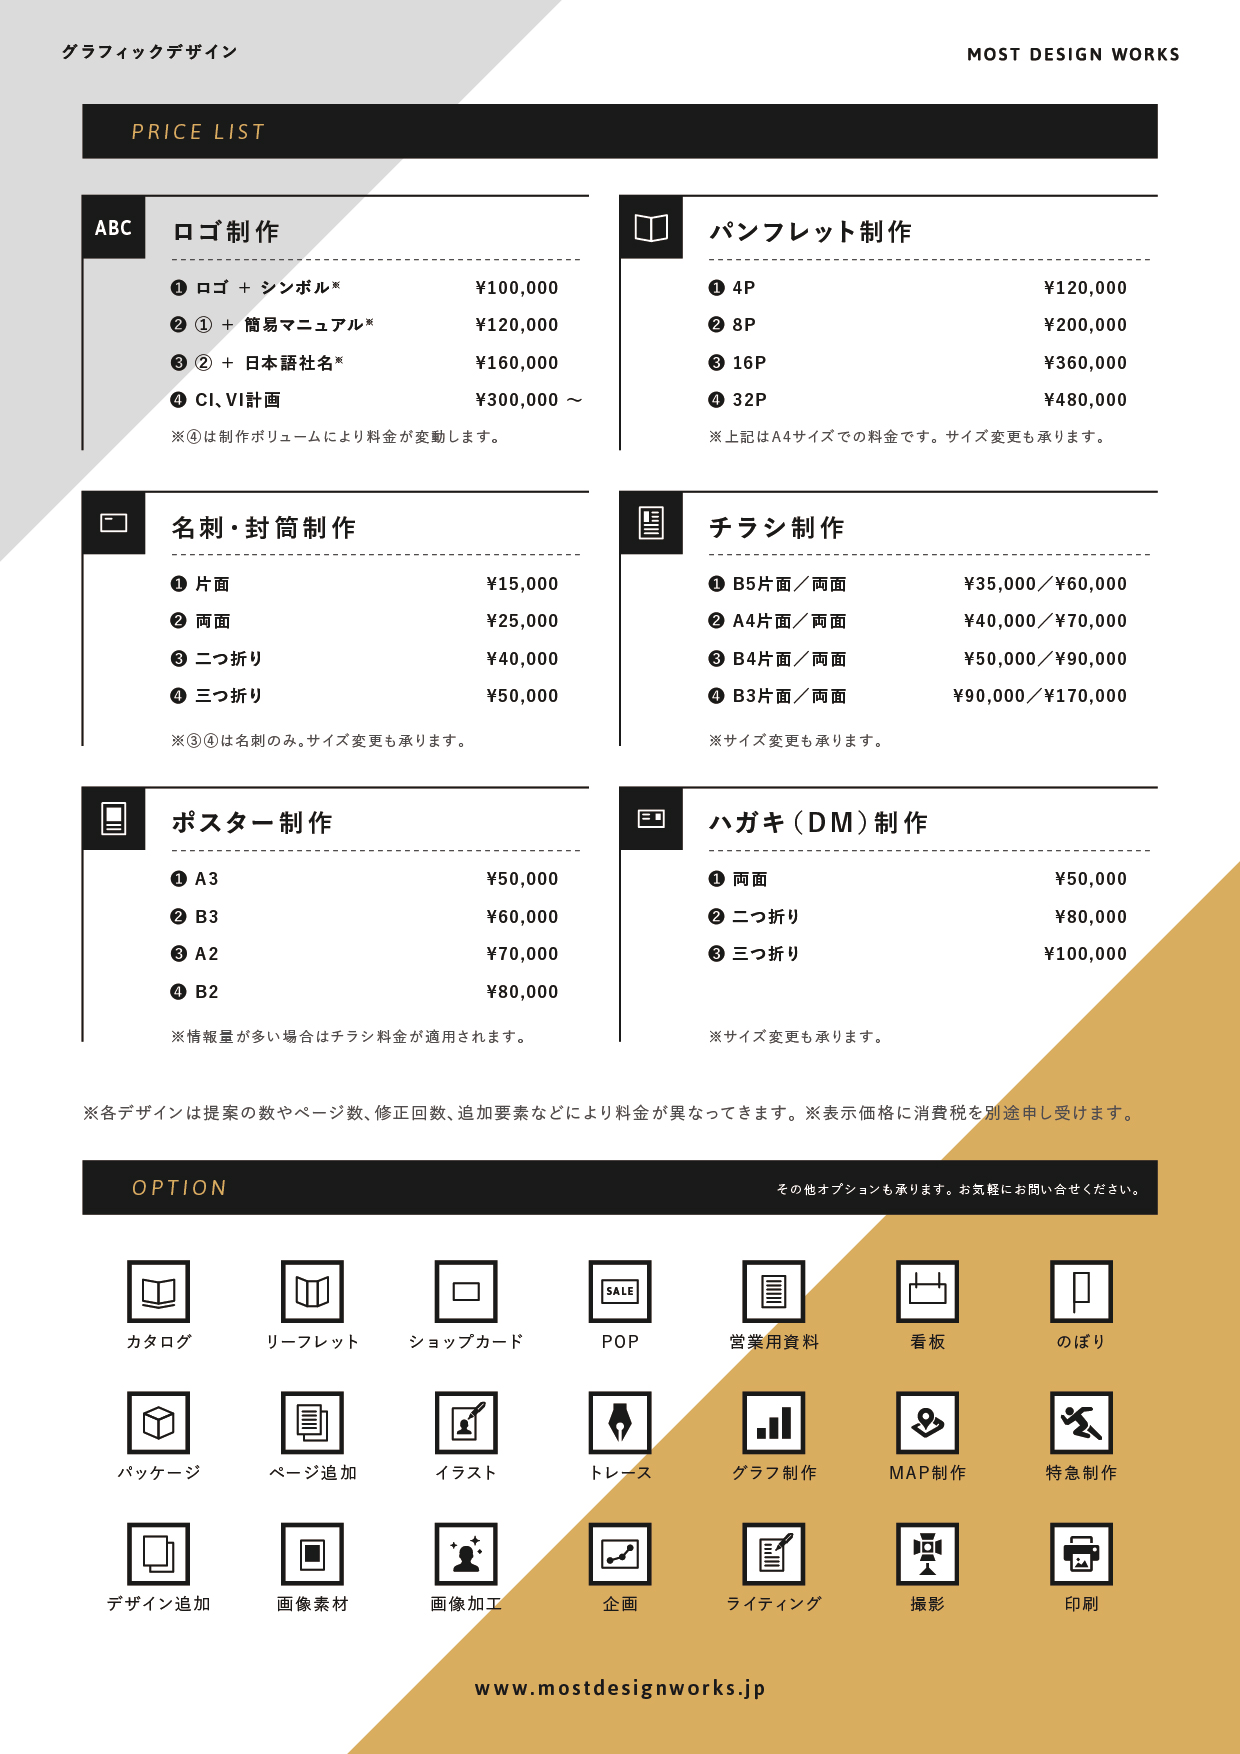 グラフィックデザイン
MOST DESIGN WORKS
PRICE LIST
ABC
ロゴ制作
❶ ロゴ ＋ シンボル※ ¥100,000
❷ ① ＋ 簡易マニュアル※ ¥120,000
❸ ② ＋ 日本語社名※ ¥160,000
❹ CI、VI計画 ¥300,000 〜
※④は制作ボリュームにより料金が変動します。
パンフレット制作
❶ 4P ¥120,000
❷ 8P ¥200,000
❸ 16P ¥360,000
❹ 32P ¥480,000
※上記はA4サイズでの料金です。サイズ変更も承ります。
名刺・封筒制作
❶ 片面 ¥15,000
❷ 両面 ¥25,000
❸ 二つ折り ¥40,000
❹ 三つ折り ¥50,000
※③④は名刺のみ。サイズ変更も承ります。
チラシ制作
❶ B5片面／両面 ¥35,000／¥60,000
❷ A4片面／両面 ¥40,000／¥70,000
❸ B4片面／両面 ¥50,000／¥90,000
❹ B3片面／両面 ¥90,000／¥170,000
※サイズ変更も承ります。
ポスター制作
❶ A3 ¥50,000
❷ B3 ¥60,000
❸ A2 ¥70,000
❹ B2 ¥80,000
※情報量が多い場合はチラシ料金が適用されます。
ハガキ（DM）制作
❶ 両面 ¥50,000
❷ 二つ折り ¥80,000
❸ 三つ折り ¥100,000
※サイズ変更も承ります。
※各デザインは提案の数やページ数、修正回数、追加要素などにより料金が異なってきます。※表示価格に消費税を別途申し受けます。
OPTION
その他オプションも承ります。お気軽にお問い合せください。
SALE
カタログ リーフレット ショップカード POP 営業用資料 看板 のぼり
パッケージ ページ追加 イラスト トレース グラフ制作 MAP制作 特急制作
デザイン追加 画像素材 画像加工 企画 ライティング 撮影 印刷
www.mostdesignworks.jp